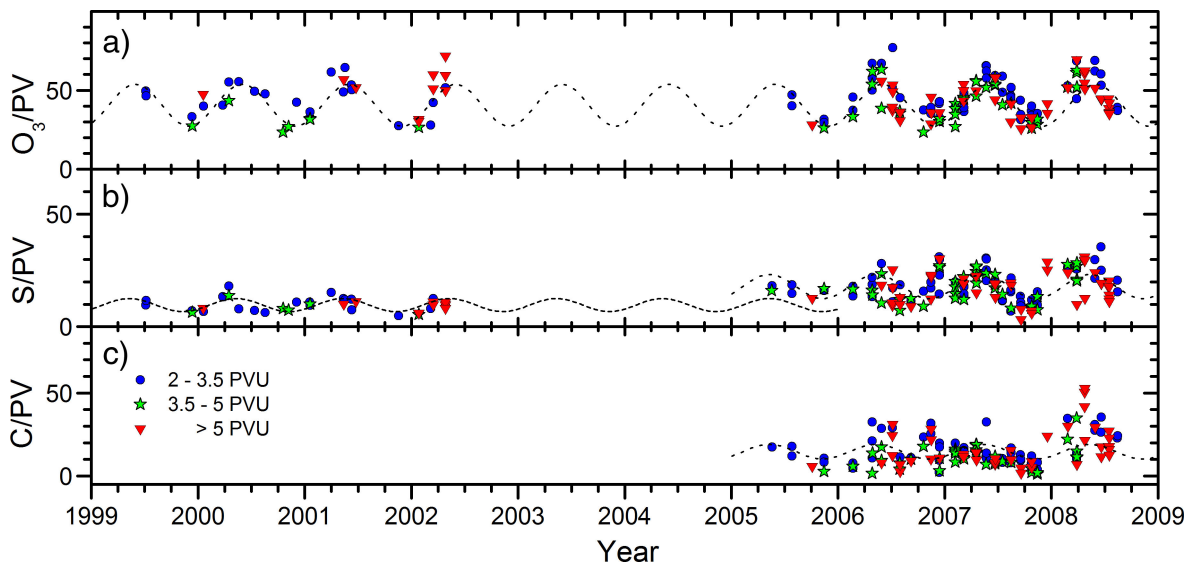 a)
O3/PV
50
0
b)
S/PV
50
0
c)
C/PV
50
0
2 - 3.5 PVU
3.5 - 5 PVU
> 5 PVU
1999 2000 2001 2002 2003 2004 2005 2006 2007 2008 2009
Year